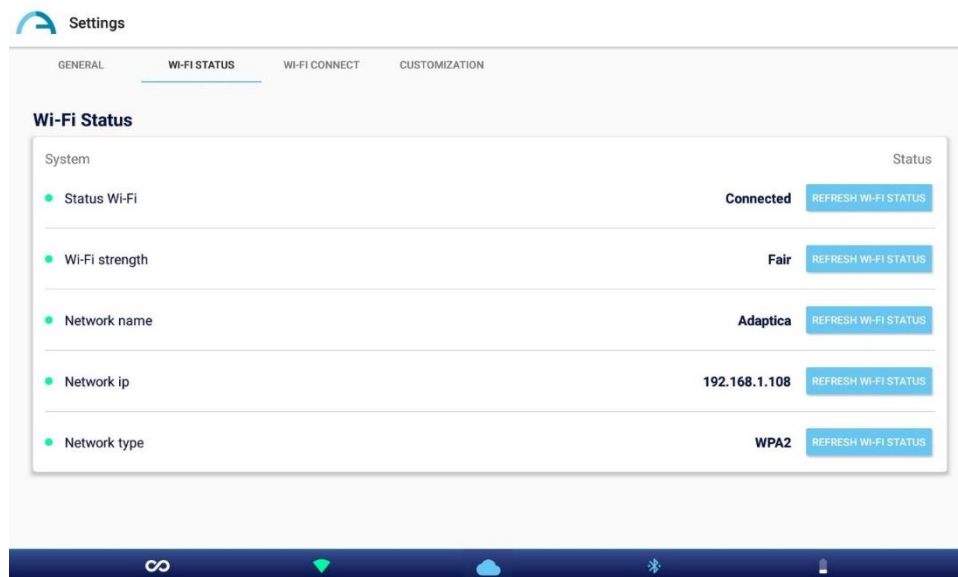 Settings
GENERAL WI-FI STATUS WI-FI CONNECT CUSTOMIZATION
Wi-Fi Status
System Status
Status Wi-Fi Connected REFRESH WI-FI STATUS
Wi-Fi strength Fair REFRESH WI-FI STATUS
Network name Adaptica REFRESH WI-FI STATUS
Network ip 192.168.1.108 REFRESH WI-FI STATUS
Network type WPA2 REFRESH WI-FI STATUS